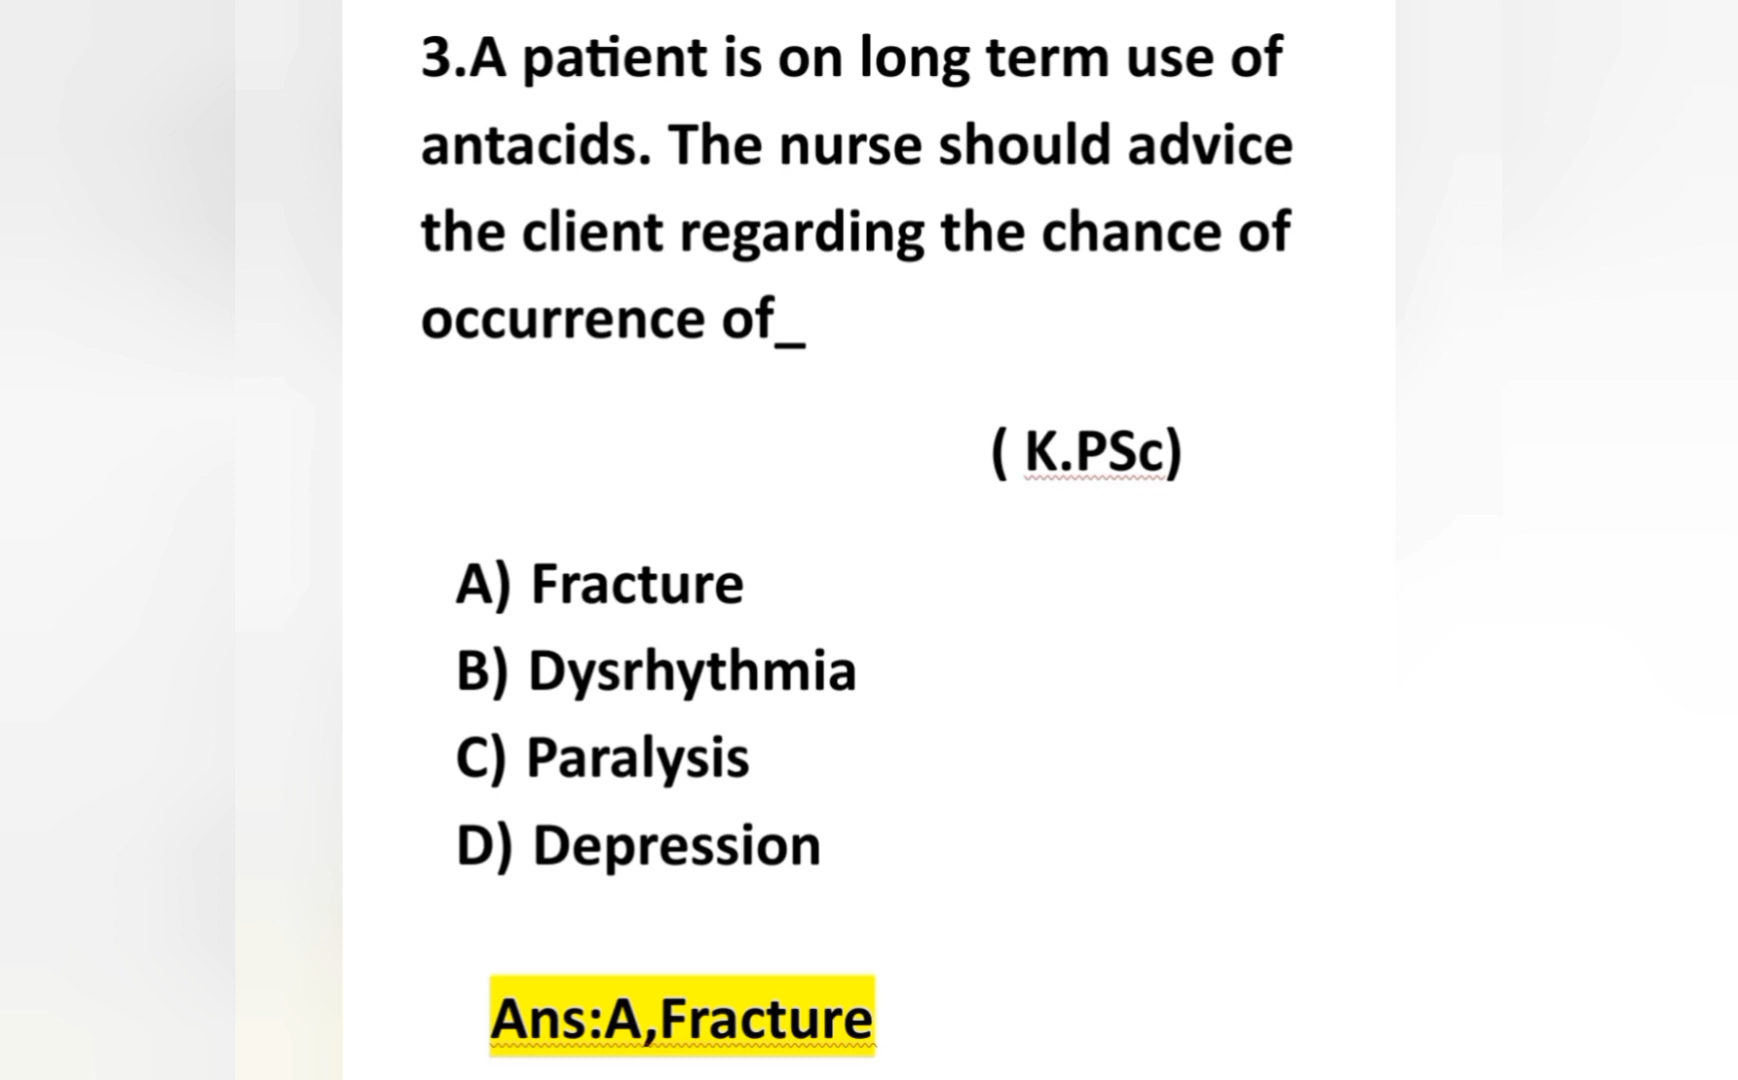 3.A patient is on long term use of
antacids. The nurse should advice
the client regarding the chance of
occurrence of_
( K.PSc)
A) Fracture
B) Dysrhythmia
C) Paralysis
D) Depression
Ans:A,Fracture